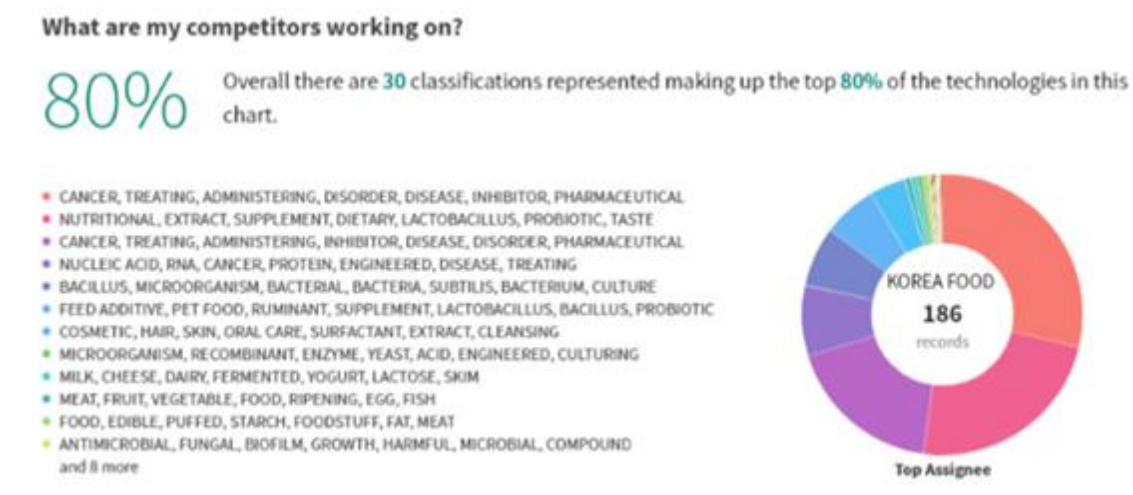 What are my competitors working on?
80%
Overall there are 30 classifications represented making up the top 80% of the technologies in this
chart.
CANCER, TREATING, ADMINISTERING, DISORDER, DISEASE, INHIBITOR, PHARMACEUTICAL
NUTRITIONAL, EXTRACT, SUPPLEMENT, DIETARY, LACTOBACILLUS, PROBIOTIC, TASTE
CANCER, TREATING, ADMINISTERING, INHIBITOR, DISEASE, DISORDER, PHARMACEUTICAL
NUCLEIC ACID, RNA, CANCER, PROTEIN, ENGINEERED, DISEASE, TREATING
BACILLUS, MICROORGANISM, BACTERIAL, BACTERIA, SUBTILIS, BACTERIUM, CULTURE
FEED ADDITIVE, PET FOOD, RUMINANT, SUPPLEMENT, LACTOBACILLUS, BACILLUS, PROBIOTIC
COSMETIC, HAIR, SKIN, ORAL CARE, SURFACTANT, EXTRACT, CLEANSING
MICROORGANISM, RECOMBINANT, ENZYME, YEAST, ACID, ENGINEERED, CULTURING
MILK, CHEESE, DAIRY, FERMENTED, YOGURT, LACTOSE, SKIM
MEAT, FRUIT, VEGETABLE, FOOD, RIPENING, EGG, FISH
FOOD, EDIBLE, PUFFED, STARCH, FOODSTUFF, FAT, MEAT
ANTIMICROBIAL, FUNGAL, BIOFILM, GROWTH, HARMFUL, MICROBIAL, COMPOUND
and 8 more
KOREA FOOD
186
records
Top Assignee